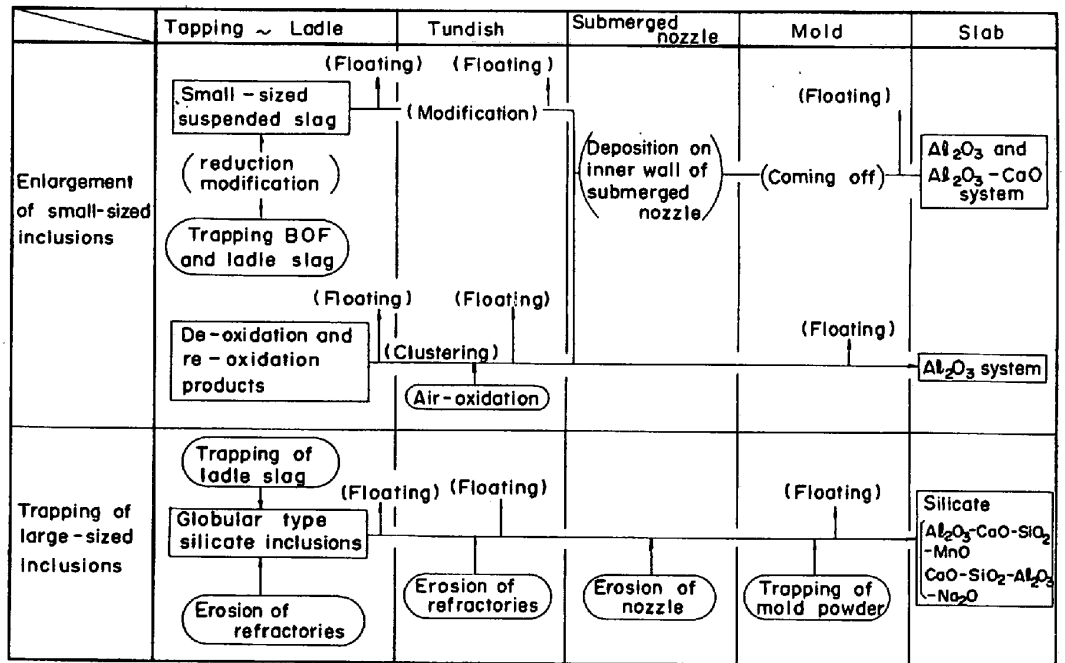 Tapping ~ Ladle
Tundish
Submerged
nozzle
Mold
Slab
Enlargement
of small-sized
inclusions
(Floating)
(Floating)
Small-sized
suspended slag
(Modification)
(reduction
modification)
Trapping BOF
and ladle slag
(Deposition on
inner wall of
submerged
nozzle)
(Floating)
(Coming off)
Al₂O₃ and
Al₂O₃-CaO
system
(Floating)
(Floating)
De-oxidation and
re-oxidation
products
(Clustering)
Air-oxidation
(Floating)
Al₂O₃ system
Trapping of
large-sized
inclusions
Trapping of
ladle slag
(Floating)
(Floating)
Globular type
silicate inclusions
Erosion of
refractories
Erosion of
refractories
Erosion of
nozzle
(Floating)
Trapping of
mold powder
Silicate
Al₂O₃-CaO-SiO₂
-MnO
CaO-SiO₂-Al₂O₃
-Na₂O